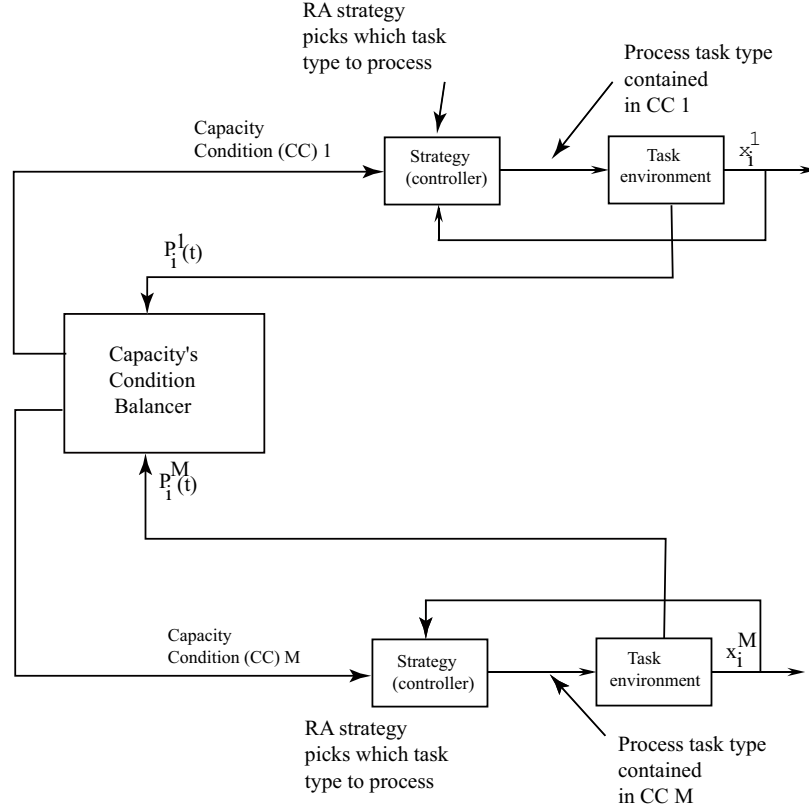 RA strategy
picks which task
type to process
Process task type
contained
in CC 1
Capacity
Condition (CC) 1
Strategy
(controller)
Task
environment
x_i^1
P_i^1(t)
Capacity's
Condition
Balancer
P_i^M(t)
Capacity
Condition (CC) M
Strategy
(controller)
Task
environment
x_i^M
RA strategy
picks which task
type to process
Process task type
contained
in CC M